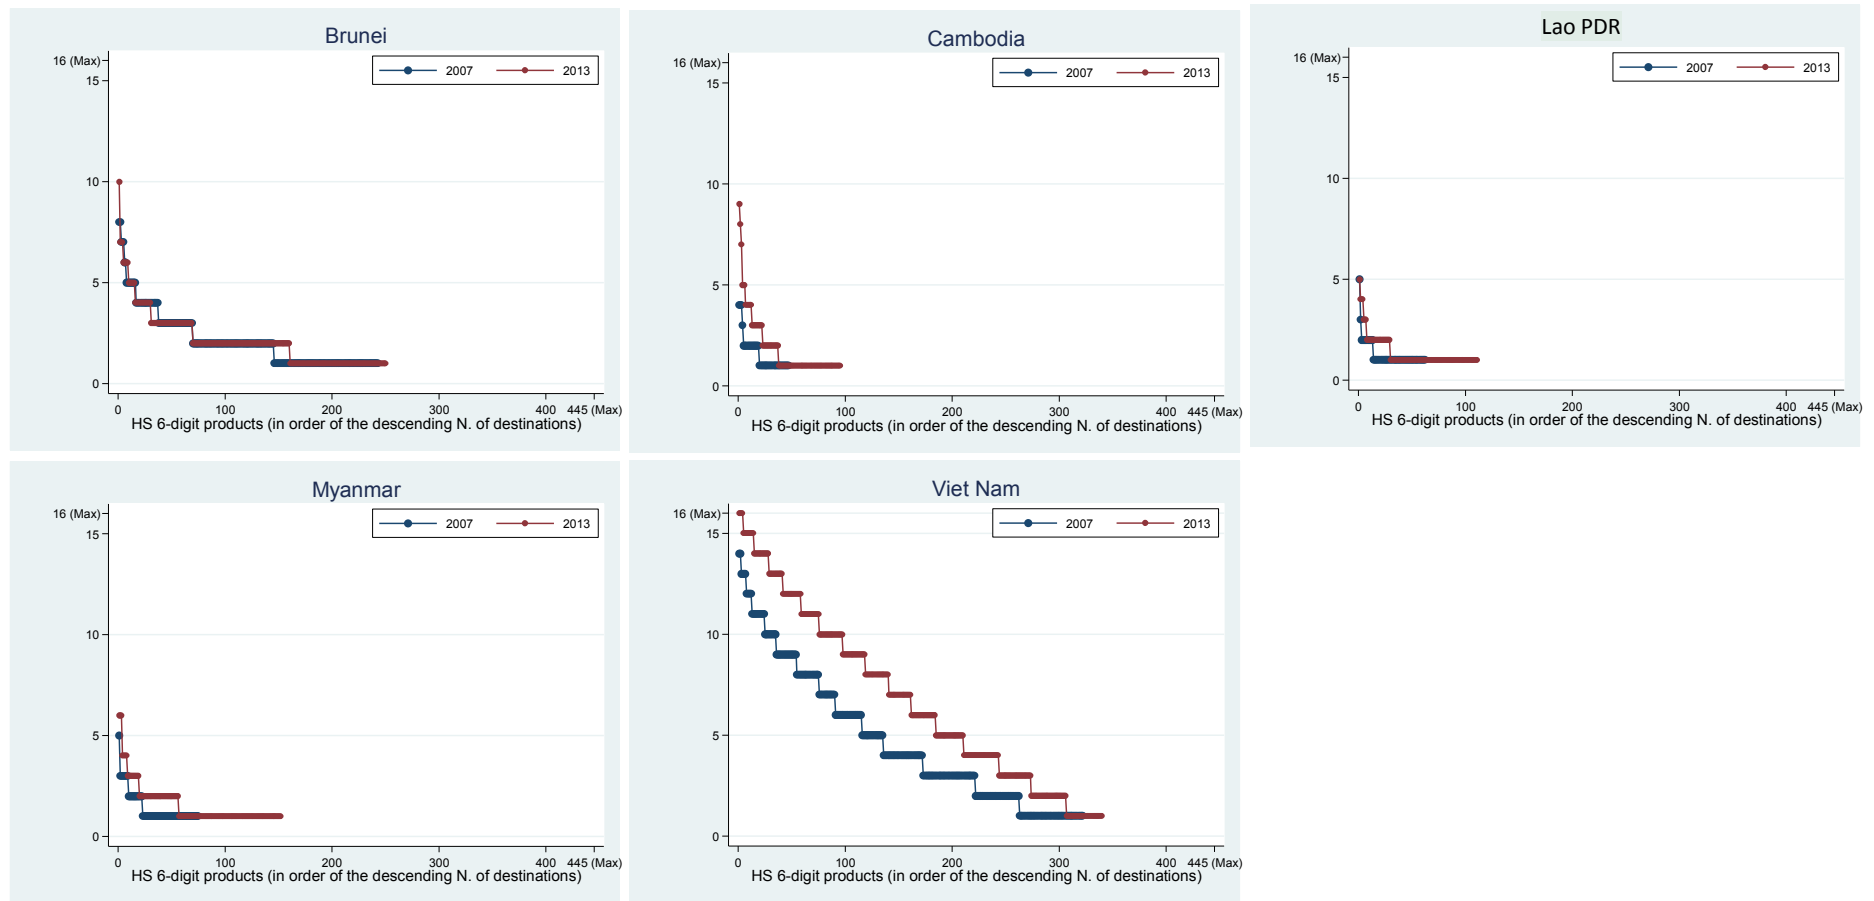 Brunei
16 (Max)
15
10
5
0
2007 2013
0 100 200 300 400 445 (Max)
HS 6-digit products (in order of the descending N. of destinations)
Cambodia
16 (Max)
15
10
5
0
2007 2013
0 100 200 300 400 445 (Max)
HS 6-digit products (in order of the descending N. of destinations)
Lao PDR
16 (Max)
15
10
5
0
2007 2013
0 100 200 300 400 445 (Max)
HS 6-digit products (in order of the descending N. of destinations)
Myanmar
16 (Max)
15
10
5
0
2007 2013
0 100 200 300 400 445 (Max)
HS 6-digit products (in order of the descending N. of destinations)
Viet Nam
16 (Max)
15
10
5
0
2007 2013
0 100 200 300 400 445 (Max)
HS 6-digit products (in order of the descending N. of destinations)